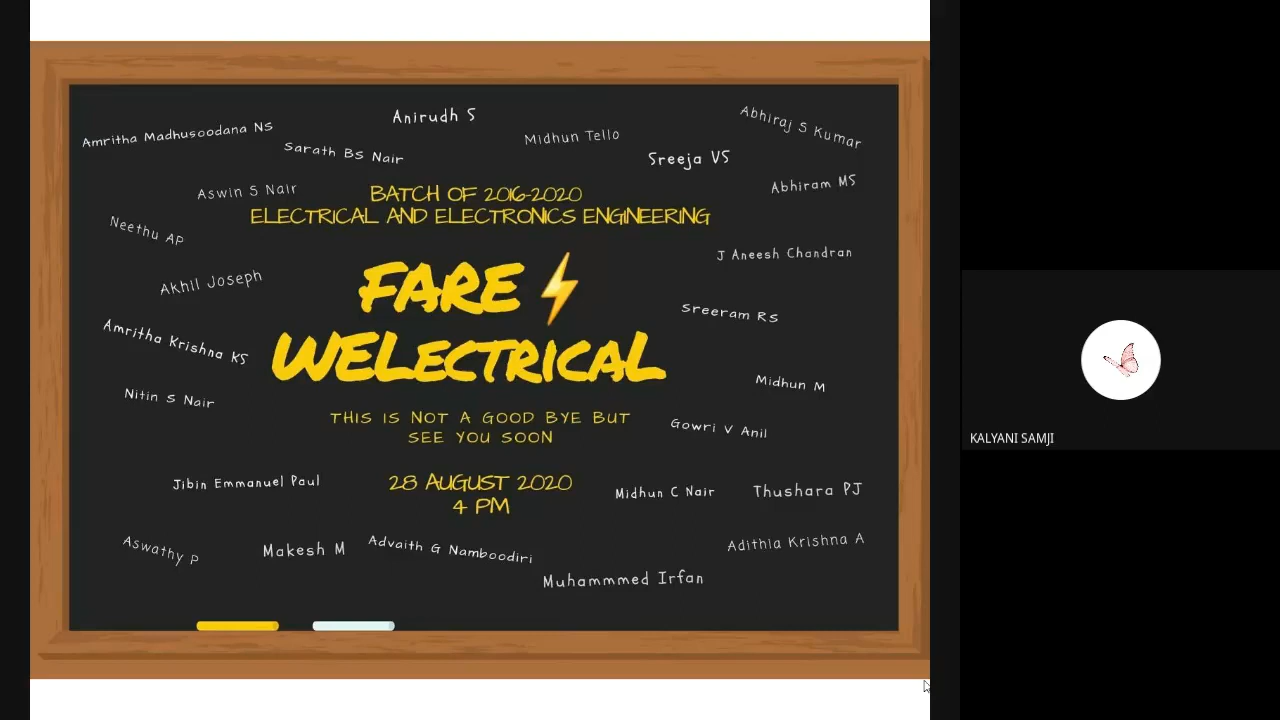 Anirudh S
Amritha Madhusoodana NS
Sarath BS Nair
Midhun Tello
Abhiraj S Kumar
Sreeja VS
Aswin S Nair
Abhiram MS
BATCH OF 2016-2020
ELECTRICAL AND ELECTRONICS ENGINEERING
Neethu AP
J Aneesh Chandran
Akhil Joseph
FARE
WELECTRICAL
Sreeram RS
Amritha Krishna KS
Midhun M
Nitin S Nair
THIS IS NOT A GOOD BYE BUT
SEE YOU SOON
Gowri V Anil
KALYANI SAMJI
Jibin Emmanuel Paul
28 AUGUST 2020
4 PM
Midhun C Nair
Thushara PJ
Aswathy P
Makesh M
Advaith G Namboodiri
Adithia Krishna A
Muhammmed Irfan